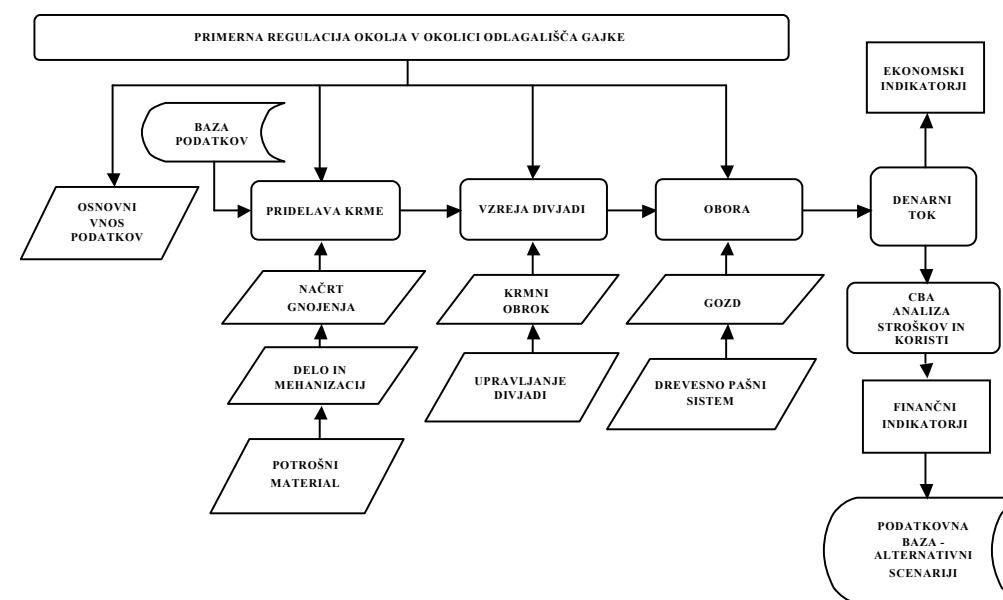 PRIMERNA REGULACIJA OKOLJA V OKOLICI ODLAGALIŠČA GAJKE
EKONOMSKI
INDIKATORJI
BAZA
PODATKOV
OSNOVNI
VNOS
PODATKOV
PRIDELAVA KRME
VZREJA DIVJADI
OBORA
DENARNI
TOK
NAČRT
GNOJENJA
KRMNI
OBROK
GOZD
CBA
ANALIZA
STROŠKOV IN
KORISTI
DELO IN
MEHANIZACIJ
UPRAVLJANJE
DIVJADI
DREVESNO PAŠNI
SISTEM
FINANČNI
INDIKATORJI
POTROŠNI
MATERIAL
PODATKOVNA
BAZA -
ALTERNATIVNI
SCENARIJI